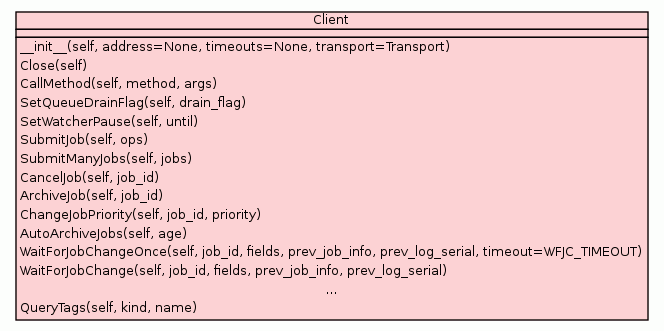 Client
__init__(self, address=None, timeouts=None, transport=Transport)
Close(self)
CallMethod(self, method, args)
SetQueueDrainFlag(self, drain_flag)
SetWatcherPause(self, until)
SubmitJob(self, ops)
SubmitManyJobs(self, jobs)
CancelJob(self, job_id)
ArchiveJob(self, job_id)
ChangeJobPriority(self, job_id, priority)
AutoArchiveJobs(self, age)
WaitForJobChangeOnce(self, job_id, fields, prev_job_info, prev_log_serial, timeout=WFJC_TIMEOUT)
WaitForJobChange(self, job_id, fields, prev_job_info, prev_log_serial)
...
QueryTags(self, kind, name)